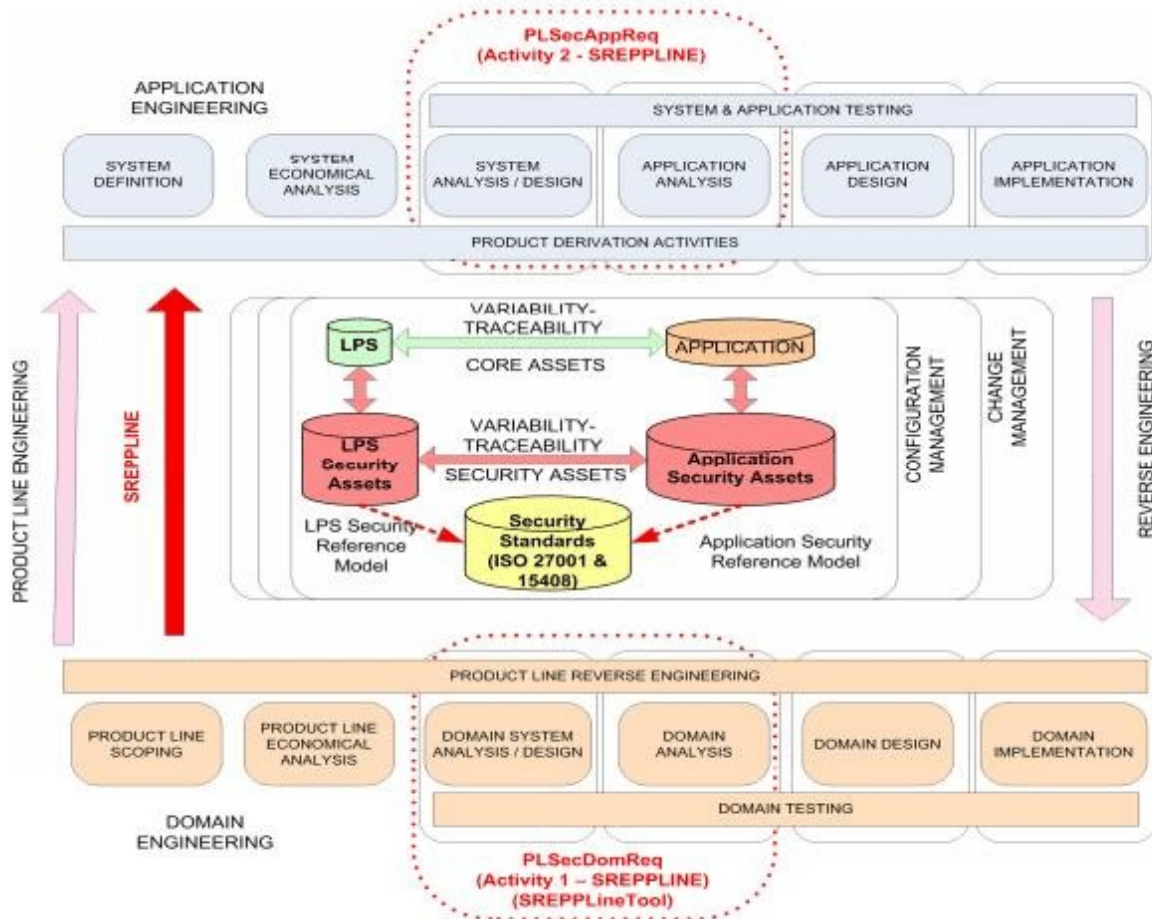 PLSecAppReq
(Activity 2 - SREPPLINE)
APPLICATION
ENGINEERING
SYSTEM & APPLICATION TESTING
SYSTEM
DEFINITION
SYSTEM
ECONOMICAL
ANALYSIS
SYSTEM
ANALYSIS / DESIGN
APPLICATION
ANALYSIS
APPLICATION
DESIGN
APPLICATION
IMPLEMENTATION
PRODUCT DERIVATION ACTIVITIES
PRODUCT LINE ENGINEERING
SREPPLINE
LPS
VARIABILITY-
TRACEABILITY
CORE ASSETS
APPLICATION
LPS
Security
Assets
VARIABILITY-
TRACEABILITY
SECURITY ASSETS
Application
Security Assets
LPS Security
Reference
Model
Security
Standards
(ISO 27001 &
15408)
Application Security
Reference Model
CONFIGURATION
MANAGEMENT
CHANGE
MANAGEMENT
REVERSE ENGINEERING
PRODUCT LINE REVERSE ENGINEERING
PRODUCT LINE
SCOPING
PRODUCT LINE
ECONOMICAL
ANALYSIS
DOMAIN SYSTEM
ANALYSIS / DESIGN
DOMAIN
ANALYSIS
DOMAIN DESIGN
DOMAIN
IMPLEMENTATION
DOMAIN TESTING
DOMAIN
ENGINEERING
PLSecDomReq
(Activity 1 – SREPPLINE)
(SREPPLineTool)